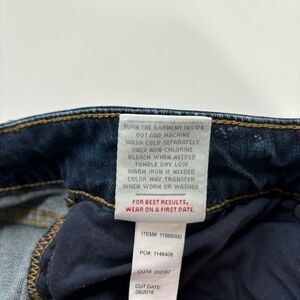 TURN THE GARMENT INSIDE
OUT AND MACHINE
WASH COLD SEPARATELY
ONLY NON-CHLORINE
BLEACH WHEN NEEDED
TUMBLE DRY LOW
WARM IRON IF NEEDED
COLOR MAY TRANSFER
WHEN WORN OR WASHED.
FOR BEST RESULTS,
WEAR ON A FIRST DATE.
ITEM#: 11566000
PO#: 1146408
CUT#: 202087
CUT DATE:
08/2018